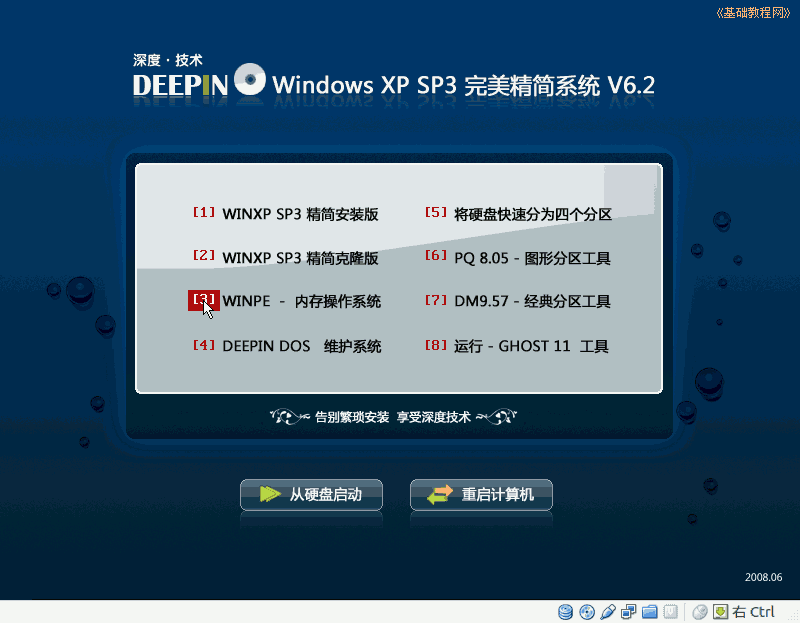 《基础教程网》
深度·技术
DEEPIN Windows XP SP3 完美精简系统 V6.2
[1] WINXP SP3 精简安装版
[2] WINXP SP3 精简克隆版
[3] WINPE - 内存操作系统
[4] DEEPIN DOS 维护系统
[5] 将硬盘快速分为四个分区
[6] PQ 8.05 - 图形分区工具
[7] DM9.57 - 经典分区工具
[8] 运行 - GHOST 11 工具
告别繁琐安装 享受深度技术
从硬盘启动
重启计算机
2008.06
右 Ctrl